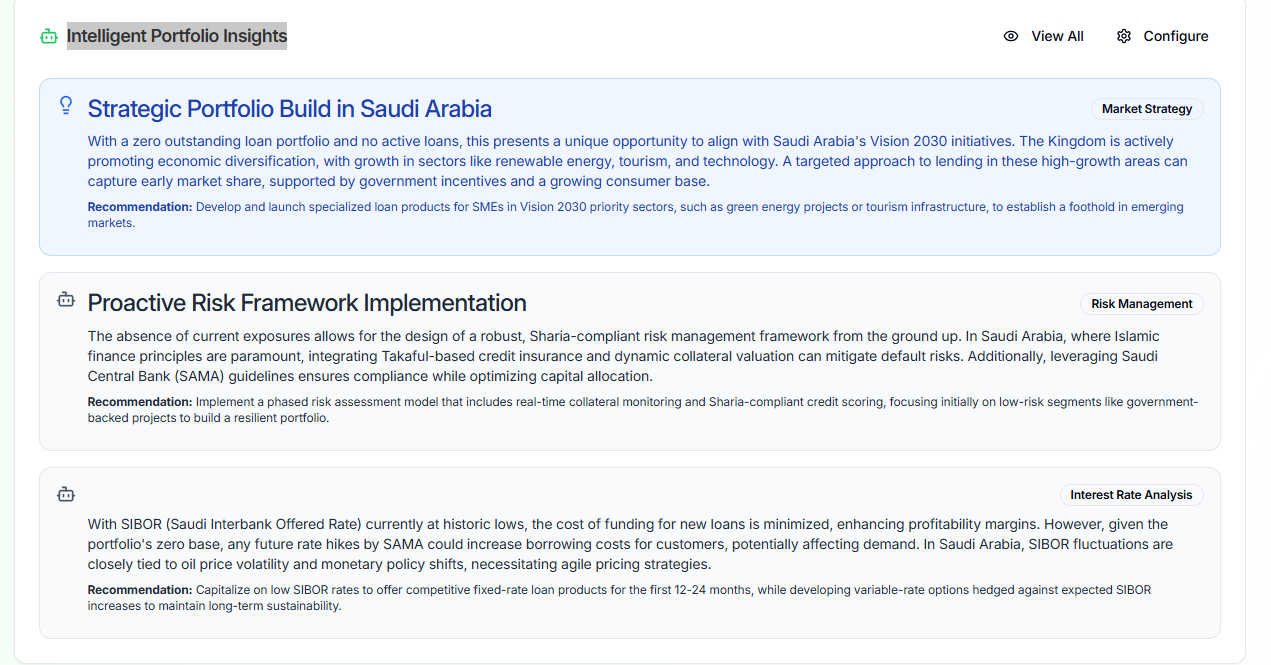 Intelligent Portfolio Insights
View All
Configure
Strategic Portfolio Build in Saudi Arabia
Market Strategy
With a zero outstanding loan portfolio and no active loans, this presents a unique opportunity to align with Saudi Arabia's Vision 2030 initiatives. The Kingdom is actively
promoting economic diversification, with growth in sectors like renewable energy, tourism, and technology. A targeted approach to lending in these high-growth areas can
capture early market share, supported by government incentives and a growing consumer base.
Recommendation: Develop and launch specialized loan products for SMEs in Vision 2030 priority sectors, such as green energy projects or tourism infrastructure, to establish a foothold in emerging
markets.
Proactive Risk Framework Implementation
Risk Management
The absence of current exposures allows for the design of a robust, Sharia-compliant risk management framework from the ground up. In Saudi Arabia, where Islamic
finance principles are paramount, integrating Takaful-based credit insurance and dynamic collateral valuation can mitigate default risks. Additionally, leveraging Saudi
Central Bank (SAMA) guidelines ensures compliance while optimizing capital allocation.
Recommendation: Implement a phased risk assessment model that includes real-time collateral monitoring and Sharia-compliant credit scoring, focusing initially on low-risk segments like government-
backed projects to build a resilient portfolio.
Interest Rate Analysis
With SIBOR (Saudi Interbank Offered Rate) currently at historic lows, the cost of funding for new loans is minimized, enhancing profitability margins. However, given the
portfolio's zero base, any future rate hikes by SAMA could increase borrowing costs for customers, potentially affecting demand. In Saudi Arabia, SIBOR fluctuations are
closely tied to oil price volatility and monetary policy shifts, necessitating agile pricing strategies.
Recommendation: Capitalize on low SIBOR rates to offer competitive fixed-rate loan products for the first 12-24 months, while developing variable-rate options hedged against expected SIBOR
increases to maintain long-term sustainability.